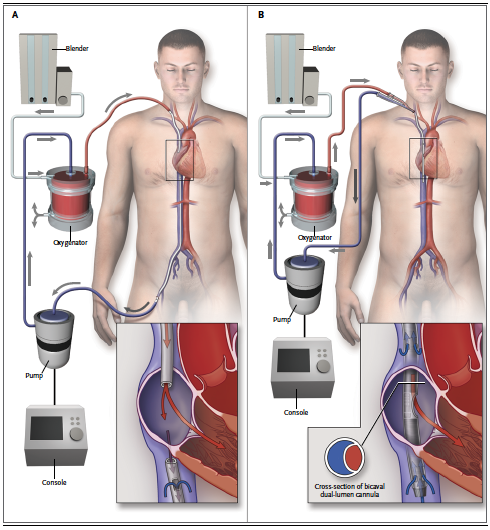 A
Blender
Oxygenator
Pump
Console
B
Blender
Oxygenator
Pump
Console
Cross-section of bicaval
dual-lumen cannula